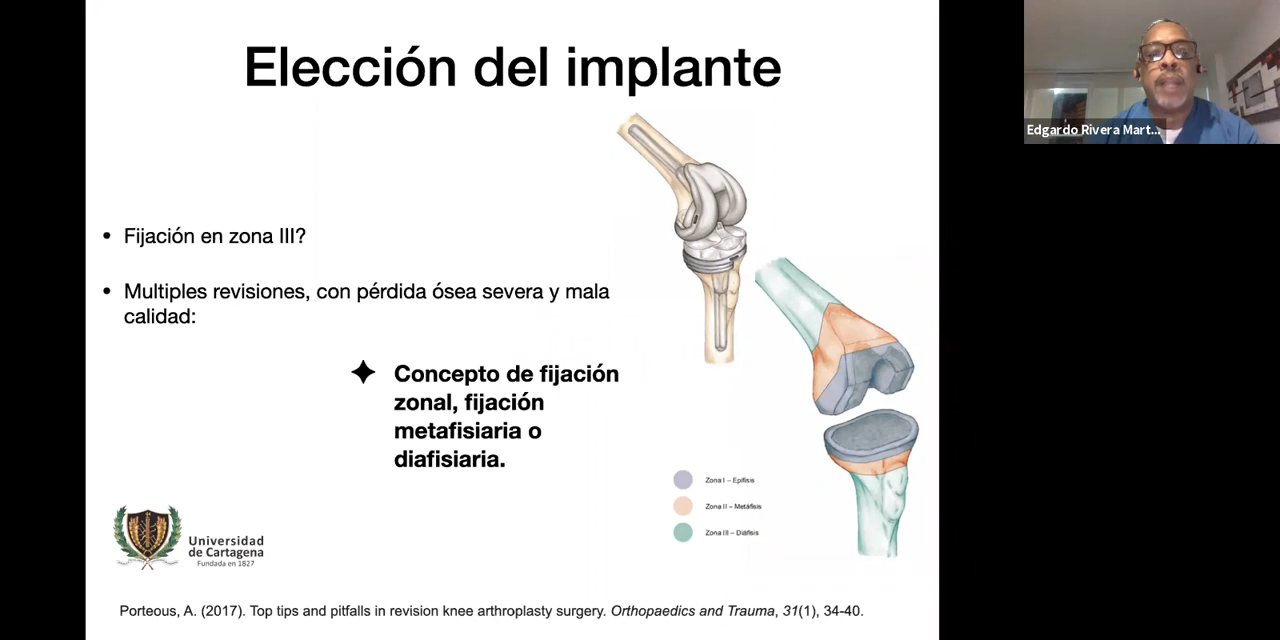 Elección del implante
Edgardo Rivera Mart...
• Fijación en zona III?
• Multiples revisiones, con pérdida ósea severa y mala
calidad:
Concepto de fijación
zonal, fijación
metafisiaria o
diafisiaria.
Zona I – Epífisis
Zona II – Metáfisis
Zona III – Diáfisis
Universidad
de Cartagena
Fundada en 1827
Porteous, A. (2017). Top tips and pitfalls in revision knee arthroplasty surgery. Orthopaedics and Trauma, 31(1), 34-40.